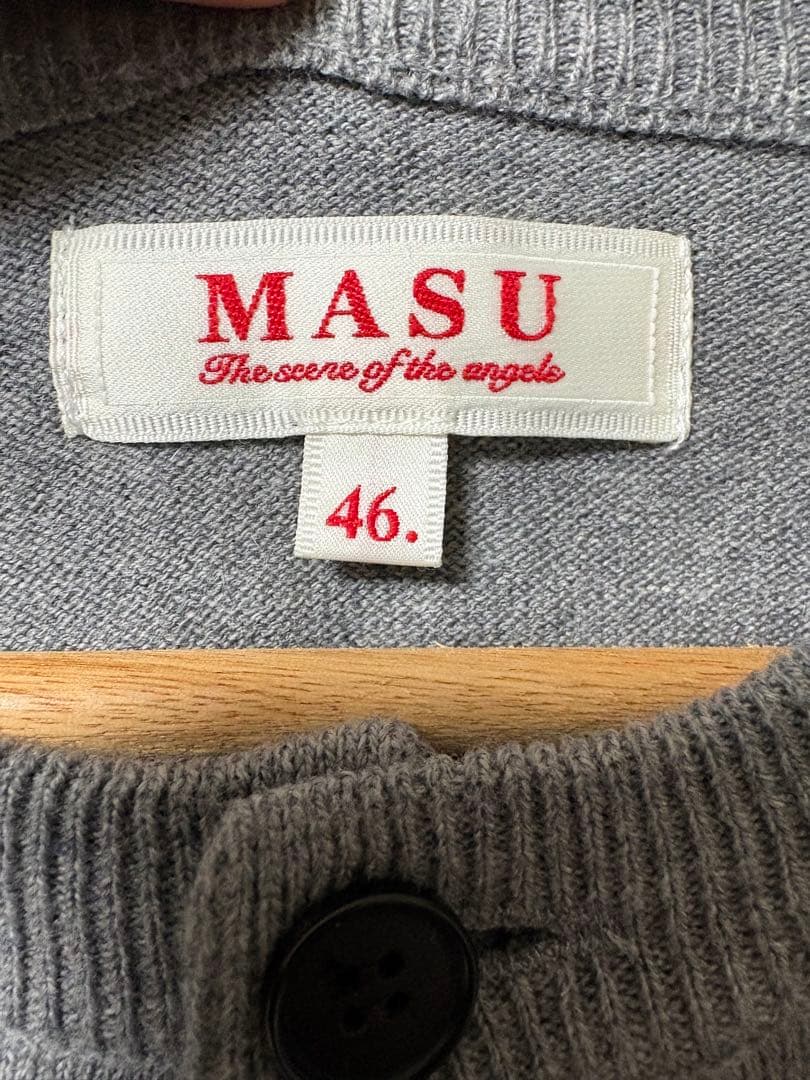 MASU
The scene of the angels
46.